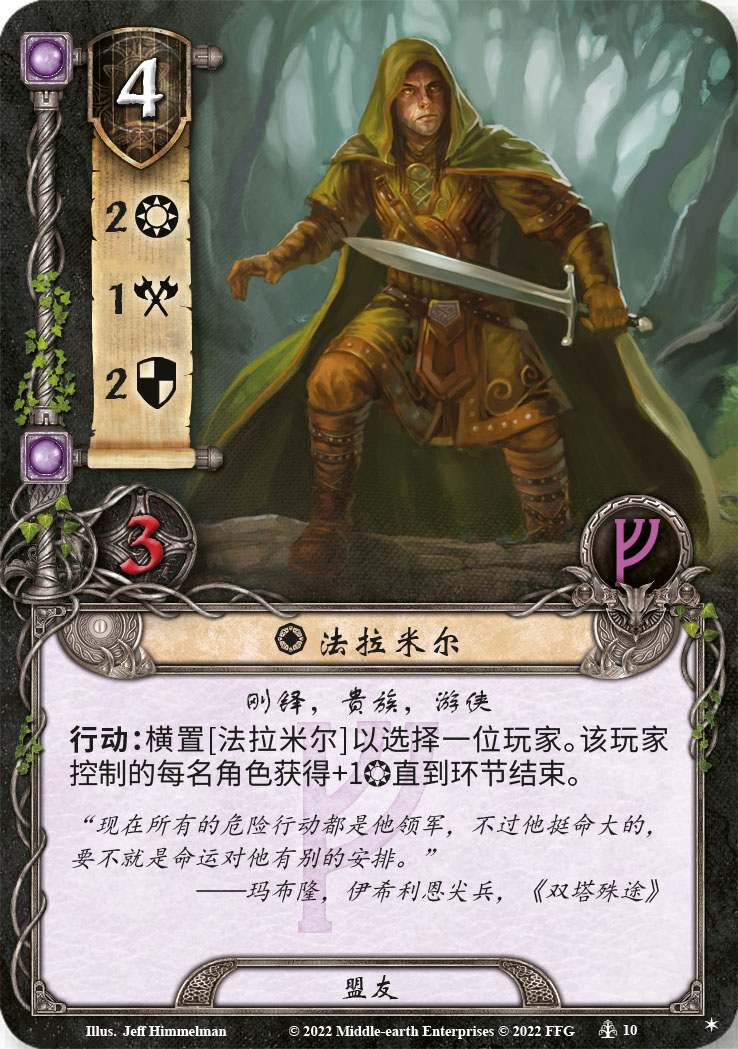 4
2
1
2
3
法拉米尔
刚铎，贵族，游侠
行动：横置[法拉米尔]以选择一位玩家。该玩家
控制的每名角色获得+1直到环节结束。
“现在所有的危险行动都是他领军，不过他挺命大的，
要不就是命运对他有别的安排。”
——玛布隆，伊希利恩尖兵，《双塔殊途》
盟友
Illus. Jeff Himmelman © 2022 Middle-earth Enterprises © 2022 FFG 10